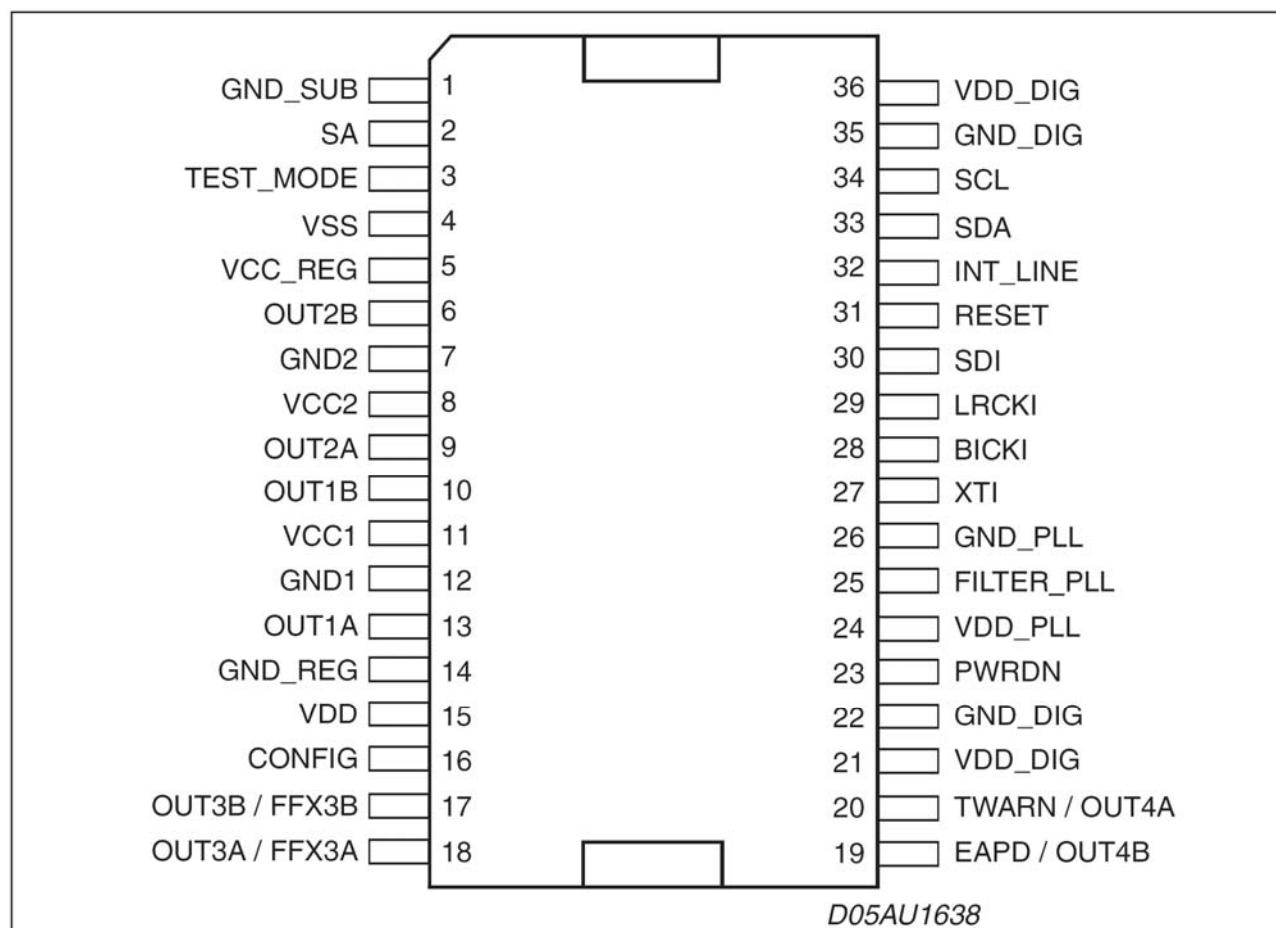 GND_SUB 1 36 VDD_DIG
SA 2 35 GND_DIG
TEST_MODE 3 34 SCL
VSS 4 33 SDA
VCC_REG 5 32 INT_LINE
OUT2B 6 31 RESET
GND2 7 30 SDI
VCC2 8 29 LRCKI
OUT2A 9 28 BICKI
OUT1B 10 27 XTI
VCC1 11 26 GND_PLL
GND1 12 25 FILTER_PLL
OUT1A 13 24 VDD_PLL
GND_REG 14 23 PWRDN
VDD 15 22 GND_DIG
CONFIG 16 21 VDD_DIG
OUT3B / FFX3B 17 20 TWARN / OUT4A
OUT3A / FFX3A 18 19 EAPD / OUT4B
D05AU1638